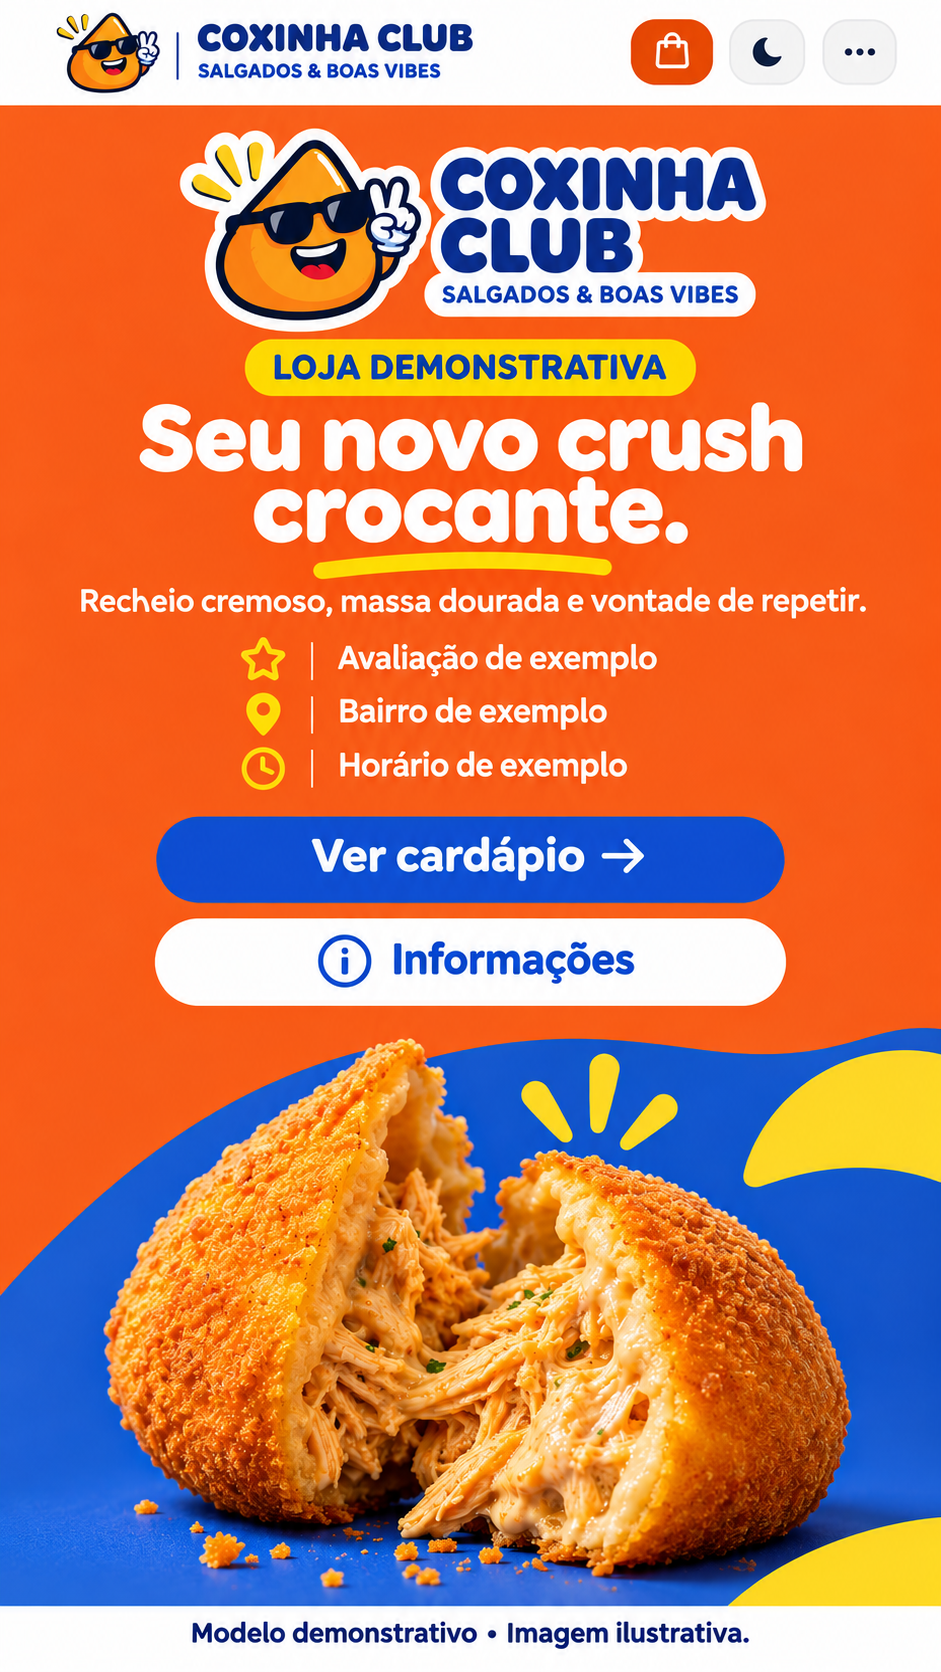 COXINHA CLUB
SALGADOS & BOAS VIBES
COXINHA
CLUB
SALGADOS & BOAS VIBES
LOJA DEMONSTRATIVA
Seu novo crush
crocante.
Recheio cremoso, massa dourada e vontade de repetir.
Avaliação de exemplo
Bairro de exemplo
Horário de exemplo
Ver cardápio →
Informações
Modelo demonstrativo • Imagem ilustrativa.